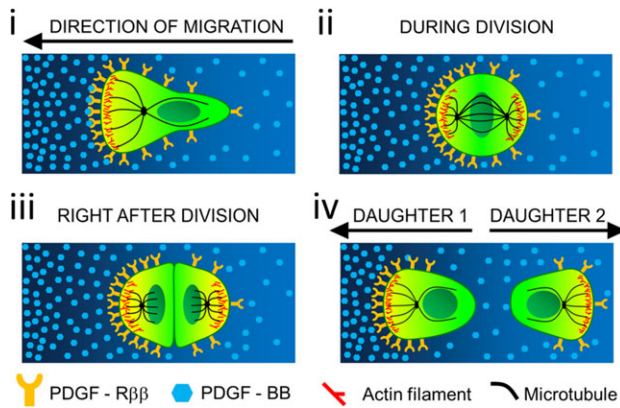 i DIRECTION OF MIGRATION
ii DURING DIVISION
iii RIGHT AFTER DIVISION
iv DAUGHTER 1 DAUGHTER 2
PDGF - Rββ PDGF - BB Actin filament Microtubule